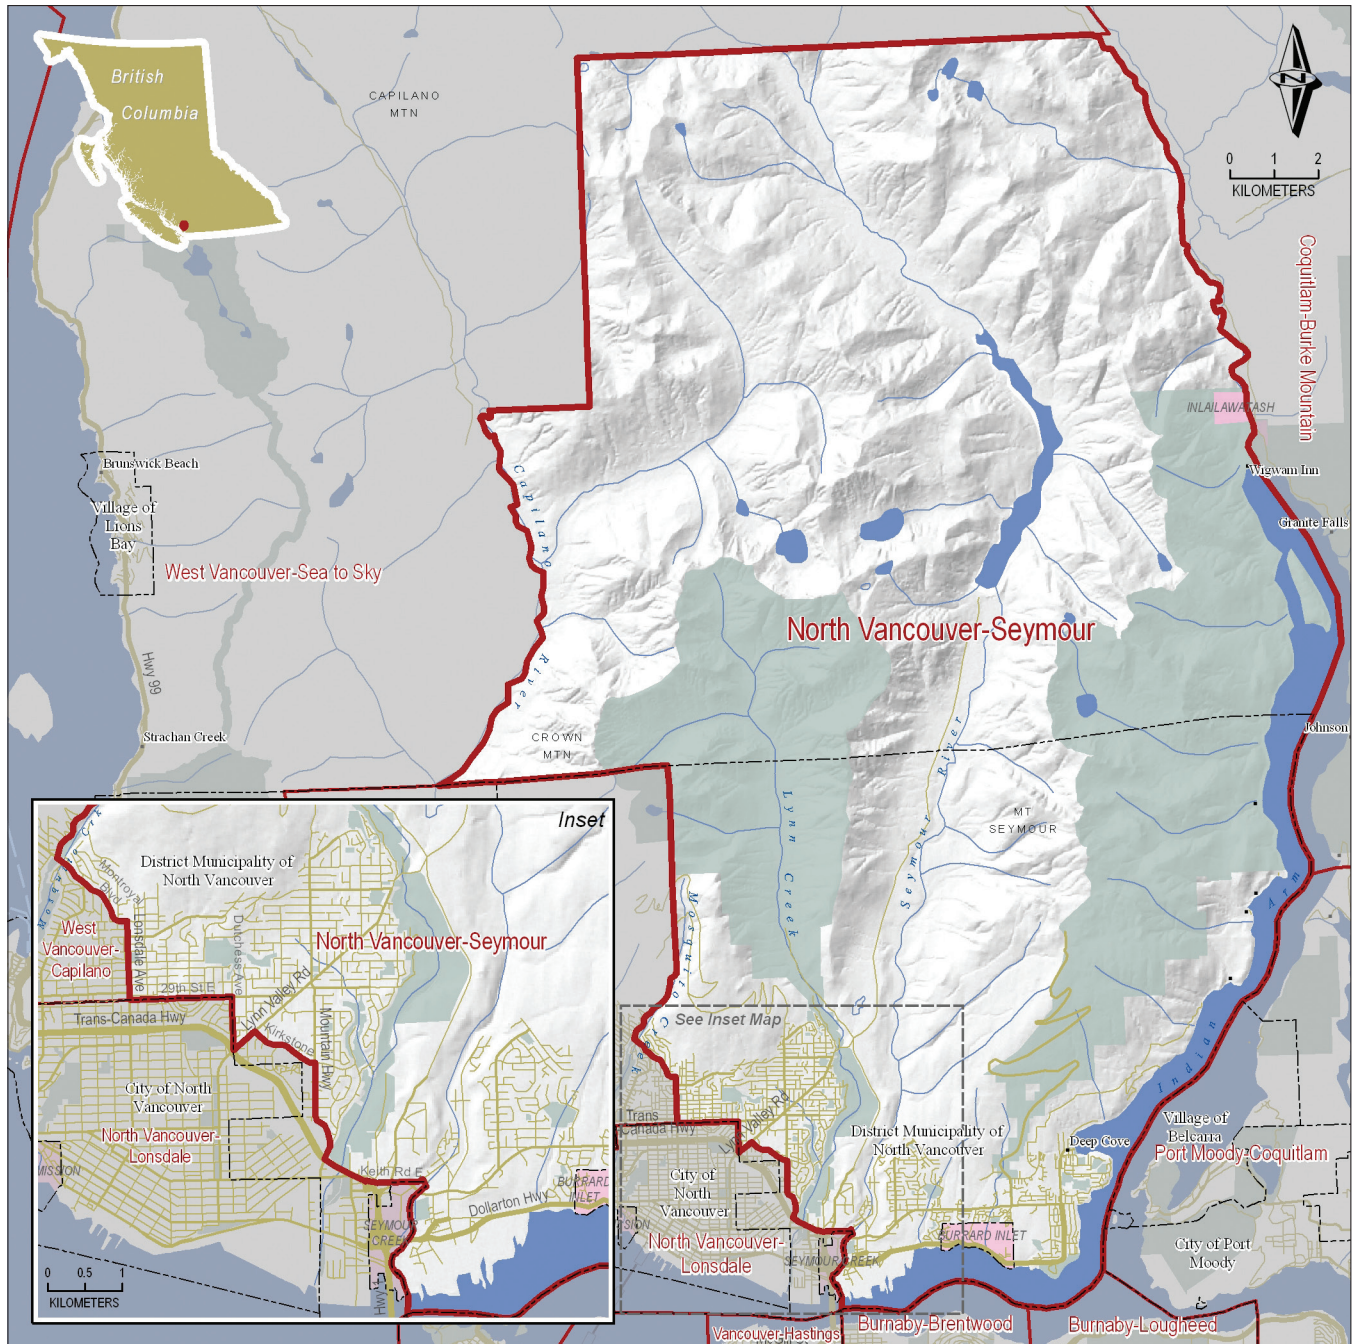 British
Columbia
CAPILANO
MTN
N
0 1 2
KILOMETERS
Coquitlam-Burke Mountain
INLAILAWATASH
Wigwam Inn
Granite Falls
Brunswick Beach
Village of
Lions
Bay
West Vancouver-Sea to Sky
Capilano
River
North Vancouver-Seymour
Hwy 99
Strachan Creek
CROWN
MTN
Johnson
Lynn Creek
Seymour River
MT
SEYMOUR
Mosquito Creek
Indian Arm
See Inset Map
Trans
Canada Hwy
Lynn Valley Rd
District Municipality of
North Vancouver
Deep Cove
Village of
Belcarra
Port Moody-Coquitlam
City of
North
Vancouver
SSION
North Vancouver-
Lonsdale
SEYMOUR CREEK
BURRARD INLET
City of Port
Moody
Vancouver-Hastings
Burnaby-Brentwood
Burnaby-Lougheed
Inset
Mosquito Crk
Montroyal
Blvd
District Municipality of
North Vancouver
West
Vancouver-
Capilano
Lonsdale Ave
Dutchess Ave
North Vancouver-Seymour
29th St E
Lynn Valley Rd
Trans-Canada Hwy
Kirkstone
Mountain Hwy
City of North
Vancouver
North Vancouver-
Lonsdale
MISSION
Keith Rd E
BURRARD
INLET
Dollarton Hwy
SEYMOUR
CREEK
Hwy 1
0 0.5 1
KILOMETERS